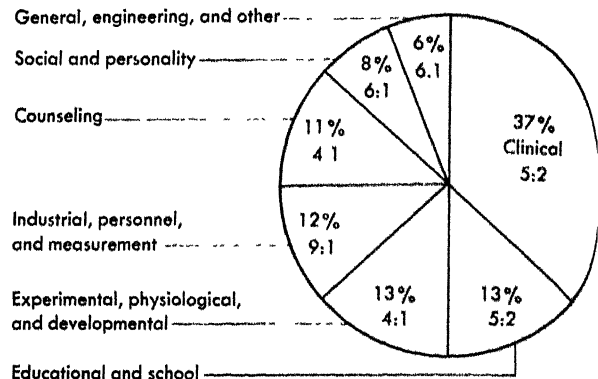 General, engineering, and other
6%
6.1
Social and personality
8%
6:1
Counseling
11%
4 1
37%
Clinical
5:2
Industrial, personnel,
and measurement
12%
9:1
Experimental, physiological,
and developmental
13%
4:1
13%
5:2
Educational and school